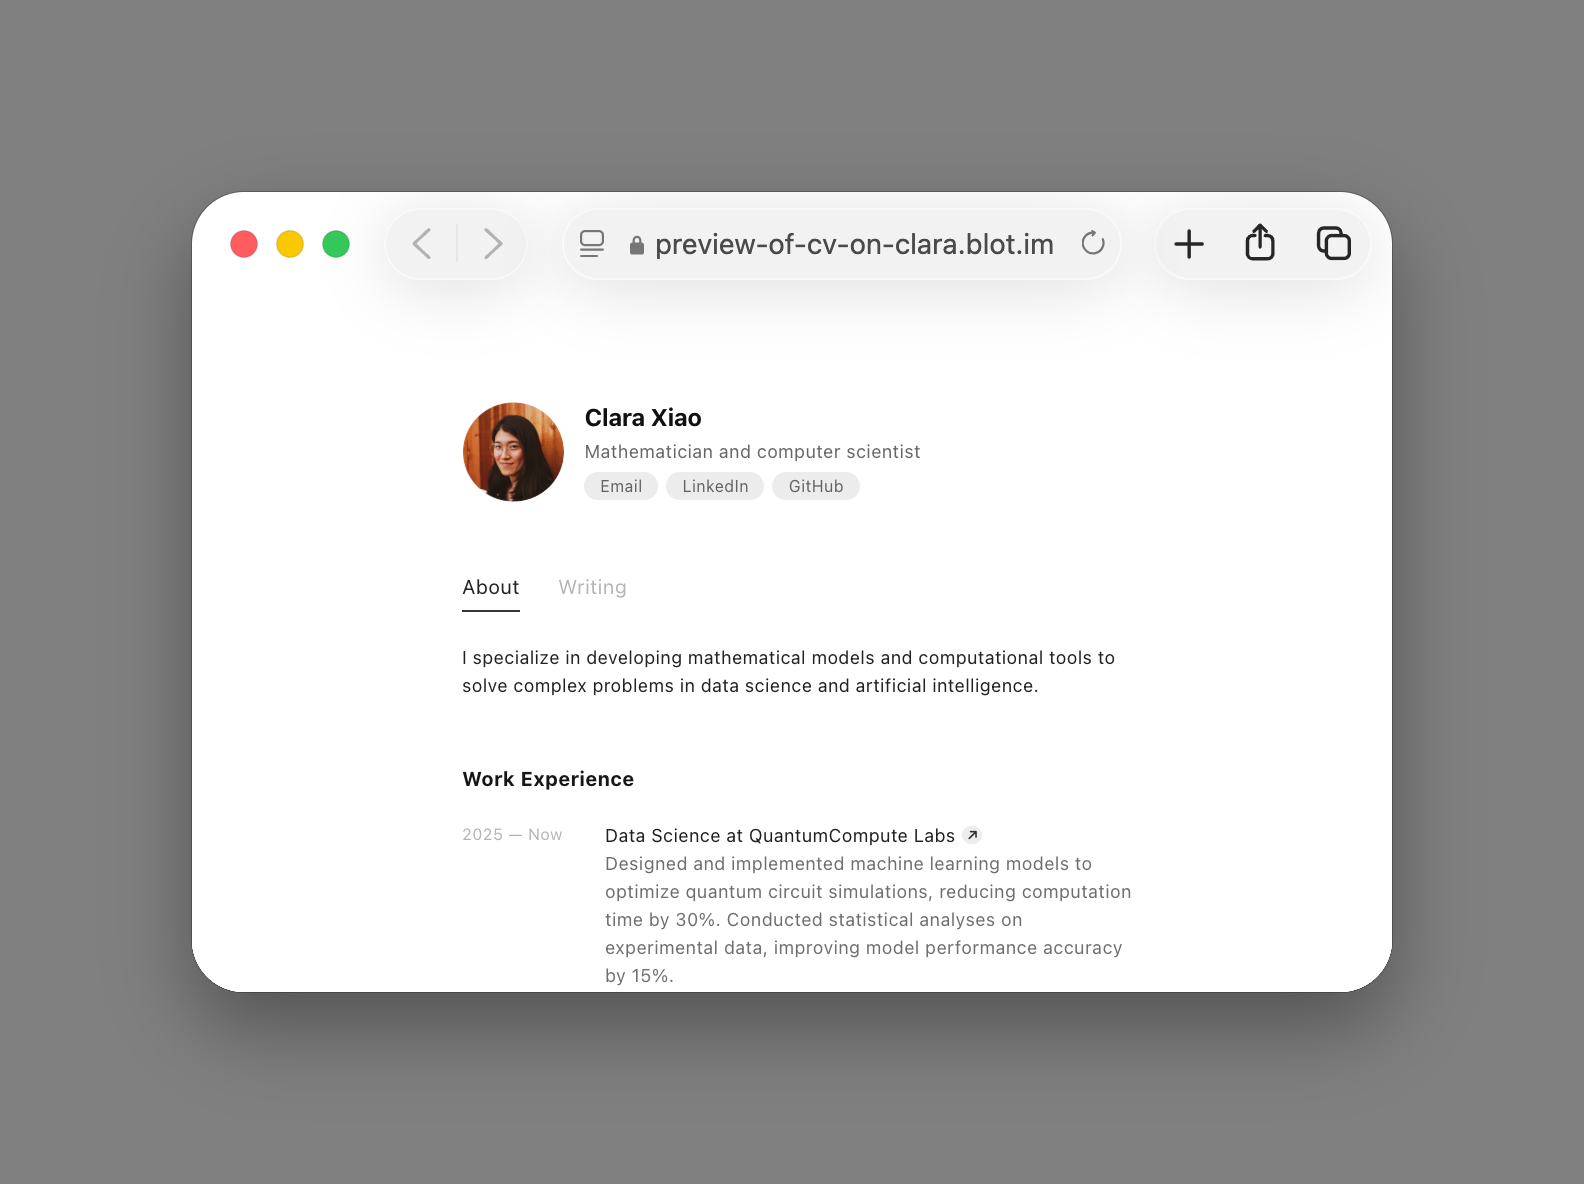 preview-of-cv-on-clara.blot.im
Clara Xiao
Mathematician and computer scientist
Email LinkedIn GitHub
About Writing
I specialize in developing mathematical models and computational tools to
solve complex problems in data science and artificial intelligence.
Work Experience
2025 — Now Data Science at QuantumCompute Labs
Designed and implemented machine learning models to
optimize quantum circuit simulations, reducing computation
time by 30%. Conducted statistical analyses on
experimental data, improving model performance accuracy
by 15%.